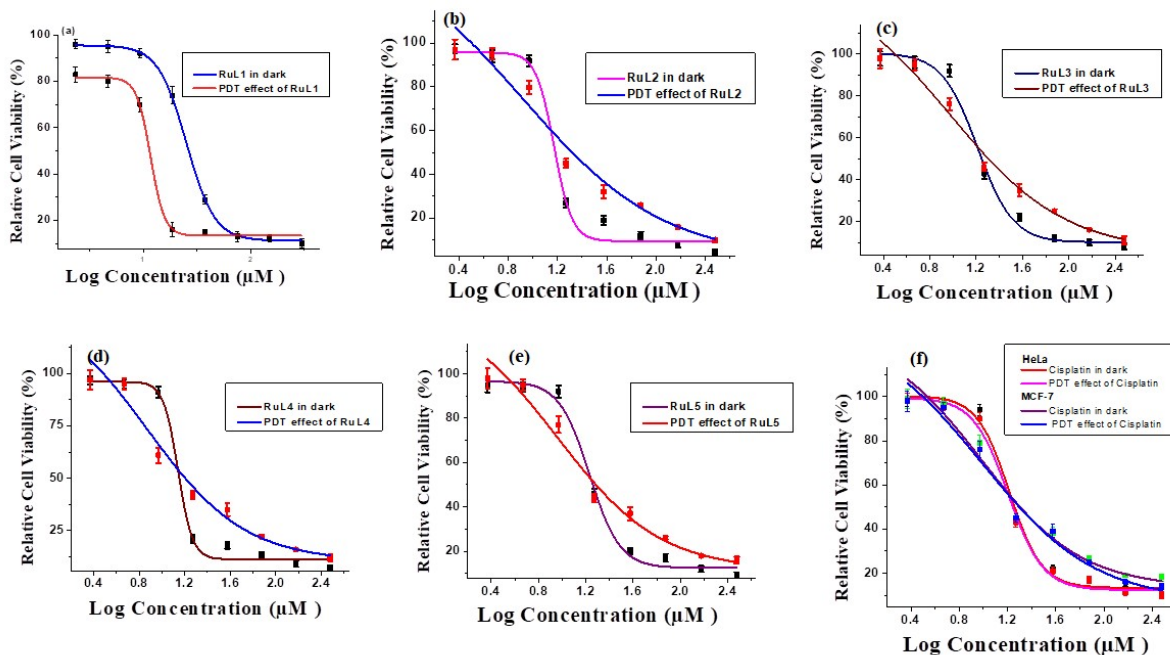 (a)
RuL1 in dark
PDT effect of RuL1
Relative Cell Viability (%)
100
80
60
40
20
1
2
Log Concentration (µM )
(b)
RuL2 in dark
PDT effect of RuL2
Relative Cell Viability (%)
100
80
60
40
20
0.4 0.8 1.2 1.6 2.0 2.4
Log Concentration (µM )
(c)
RuL3 in dark
PDT effect of RuL3
Relative Cell Viability (%)
100
80
60
40
20
0.4 0.8 1.2 1.6 2.0 2.4
Log Concentration (µM )
(d)
RuL4 in dark
PDT effect of RuL4
Relative Cell Viability (%)
100
75
50
25
0.4 0.8 1.2 1.6 2.0 2.4
Log Concentration (µM )
(e)
RuL5 in dark
PDT effect of RuL5
Relative Cell Viability (%)
100
80
60
40
20
0.4 0.8 1.2 1.6 2.0 2.4
Log Concentration (µM )
(f)
HeLa
Cisplatin in dark
PDT effect of Cisplatin
MCF-7
Cisplatin in dark
PDT effect of Cisplatin
Relative Cell Viability (%)
100
80
60
40
20
0.4 0.8 1.2 1.6 2.0 2.4
Log Concentration (µM )